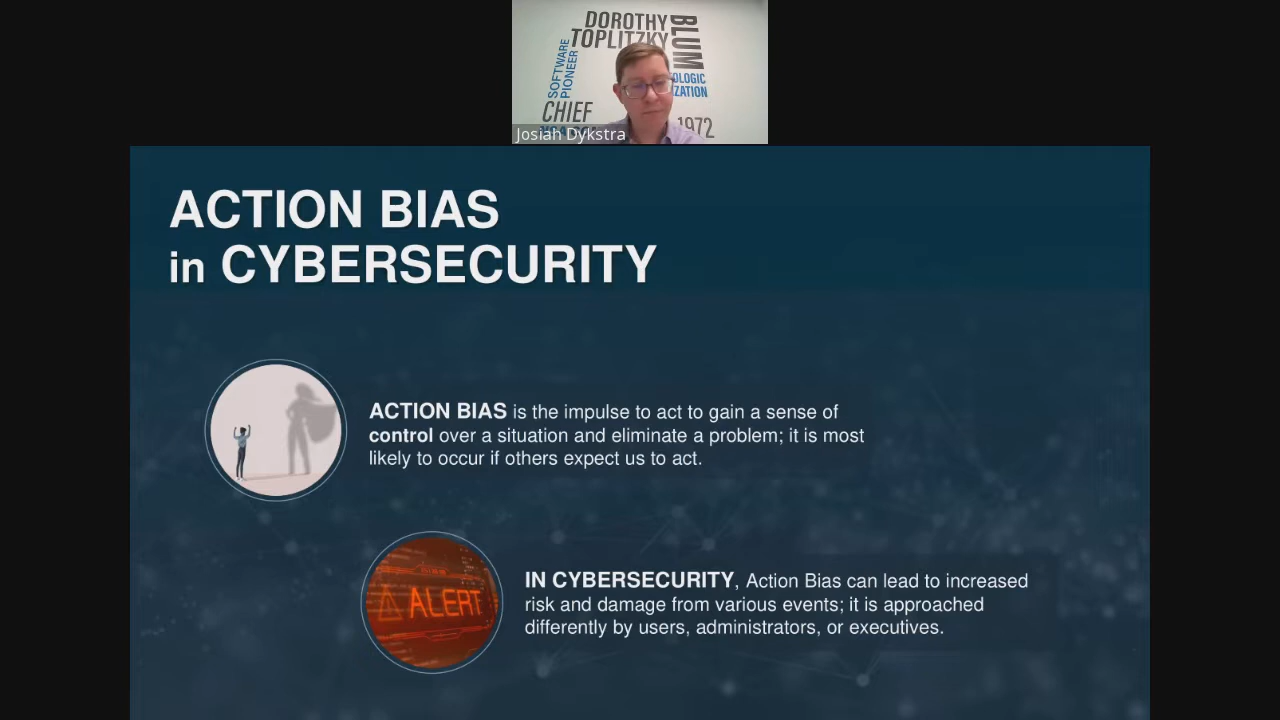 DOROTHY
TOPLITZKY
BLUM
SOFTWARE
PIONEER
CHIEF
1972
Josiah Dykstra
ACTION BIAS
in CYBERSECURITY
ACTION BIAS is the impulse to act to gain a sense of
control over a situation and eliminate a problem; it is most
likely to occur if others expect us to act.
ALERT
IN CYBERSECURITY, Action Bias can lead to increased
risk and damage from various events; it is approached
differently by users, administrators, or executives.